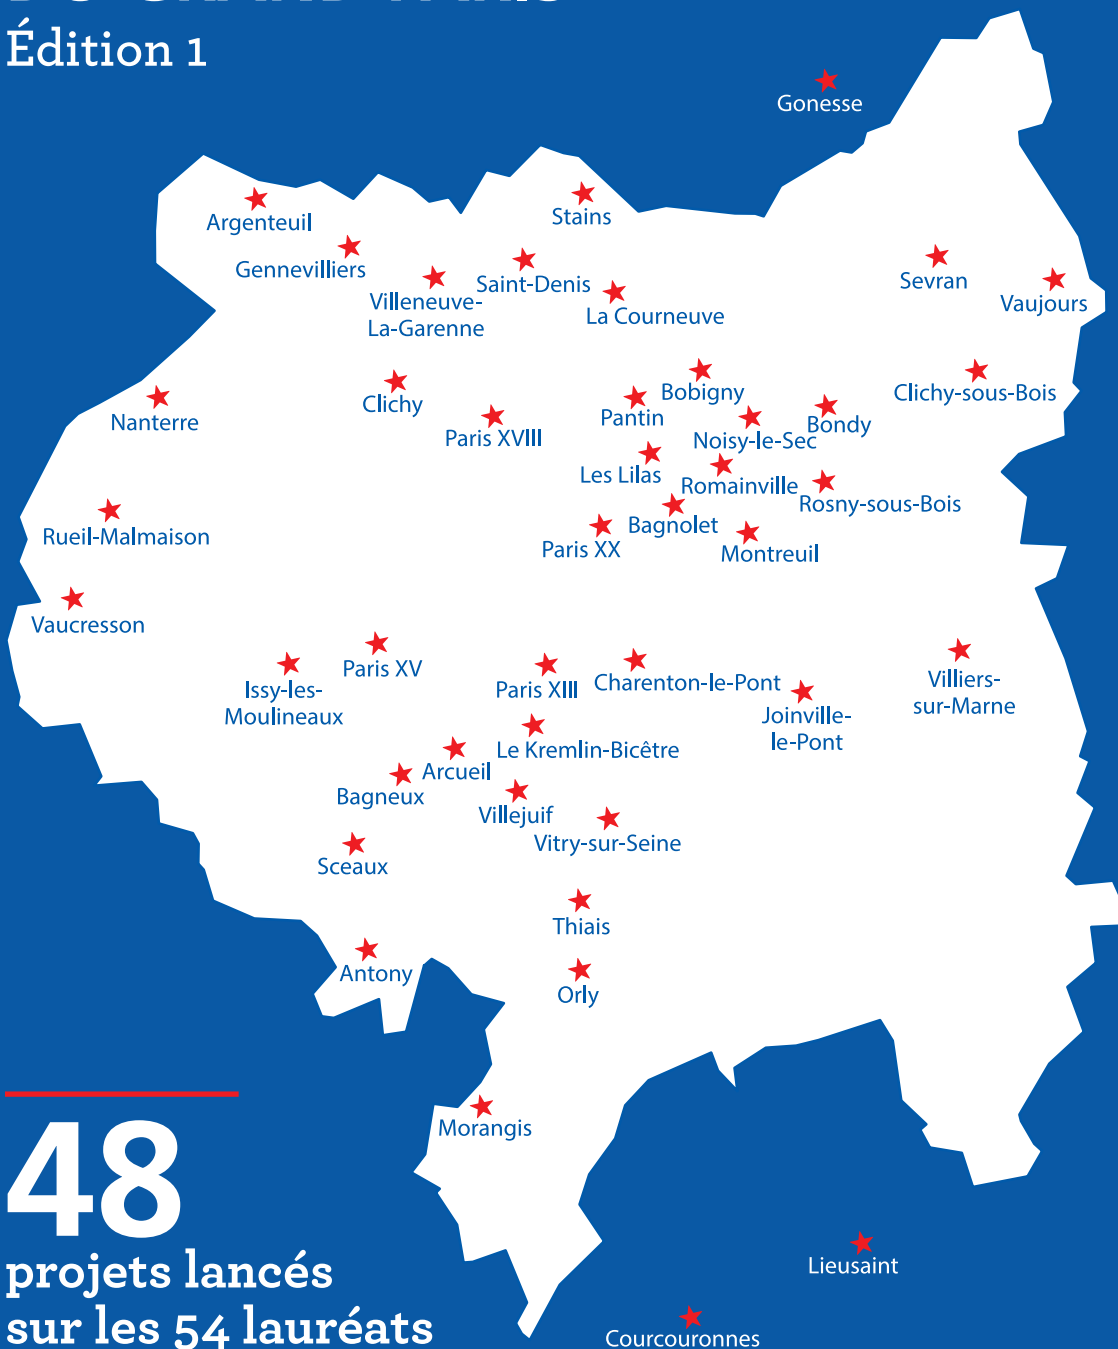 Édition 1
Gonesse
Argenteuil
Stains
Gennevilliers
Saint-Denis
Sevran
Villeneuve-
La-Garenne
La Courneuve
Vaujours
Clichy
Bobigny
Clichy-sous-Bois
Nanterre
Pantin
Bondy
Paris XVIII
Noisy-le-Sec
Les Lilas
Romainville
Rosny-sous-Bois
Rueil-Malmaison
Bagnolet
Paris XX
Montreuil
Vaucresson
Paris XV
Issy-les-
Moulineaux
Paris XIII
Charenton-le-Pont
Villiers-
sur-Marne
Joinville-
le-Pont
Le Kremlin-Bicêtre
Arcueil
Bagneux
Villejuif
Vitry-sur-Seine
Sceaux
Thiais
Antony
Orly
Morangis
48
projets lancés
sur les 54 lauréats
Lieusaint
Courcouronnes